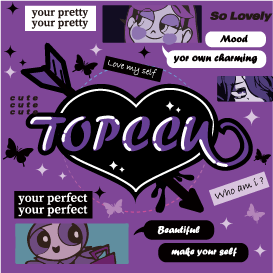 your pretty
your pretty
So Lovely
Mood
yor own charming
Love my self
cute
cute
cute
TOPCCU
Who am i ?
your perfect
your perfect
Beautiful
make your self